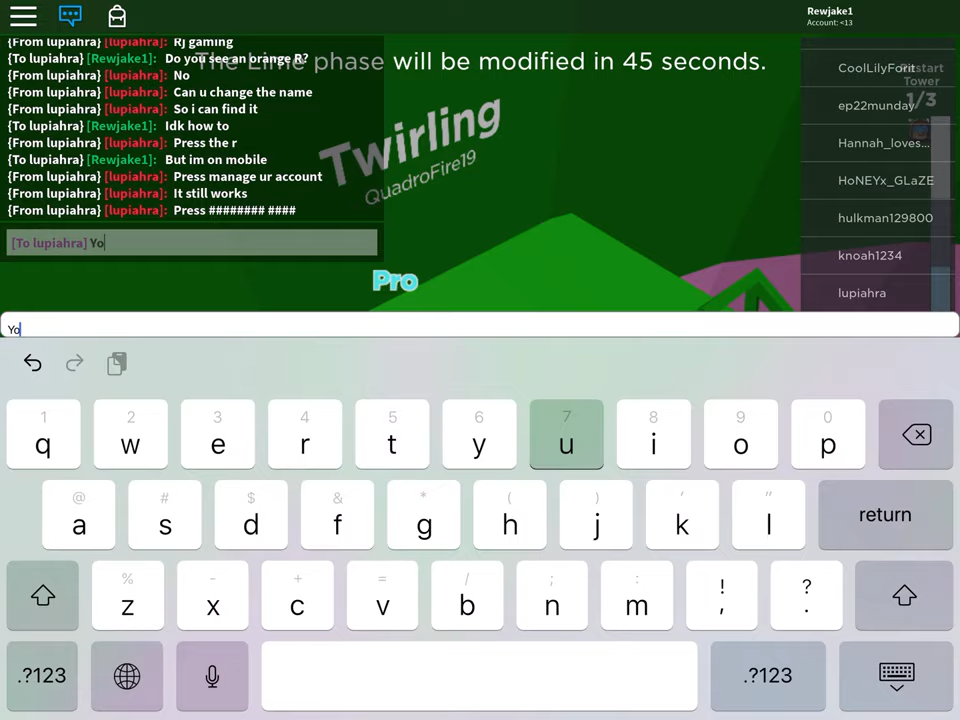 Rewjake1
Account: <13
{From lupiahra} [lupiahra]: Rj gaming
{To lupiahra} [Rewjake1]: Do you see an orange R?
{From lupiahra} [lupiahra]: No
{From lupiahra} [lupiahra]: Can u change the name
{From lupiahra} [lupiahra]: So i can find it
{To lupiahra} [Rewjake1]: Idk how to
{From lupiahra} [lupiahra]: Press the r
{To lupiahra} [Rewjake1]: But im on mobile
{From lupiahra} [lupiahra]: Press manage ur account
{From lupiahra} [lupiahra]: It still works
{From lupiahra} [lupiahra]: Press ######## ####
[To lupiahra] Yo
The phase will be modified in 45 seconds.
Twirling
QuadroFire19
Pro
Tower
1/3
ep22munday
Hannah_loves...
HoNEYx_GLaZE
hulkman129800
knoah1234
lupiahra
Yo
1 2 3 4 5 6 7 8 9 0
q w e r t y u i o p
@ # $ & * ( ) ' "
a s d f g h j k l return
% - + = / ; : ! ?
z x c v b n m , .
.?123 .?123